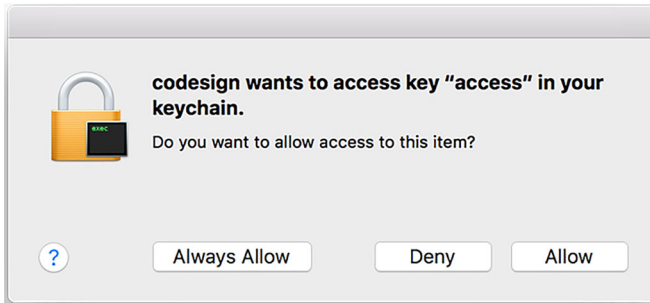 codesign wants to access key “access” in your
keychain.
exec
Do you want to allow access to this item?
?
Always Allow
Deny
Allow